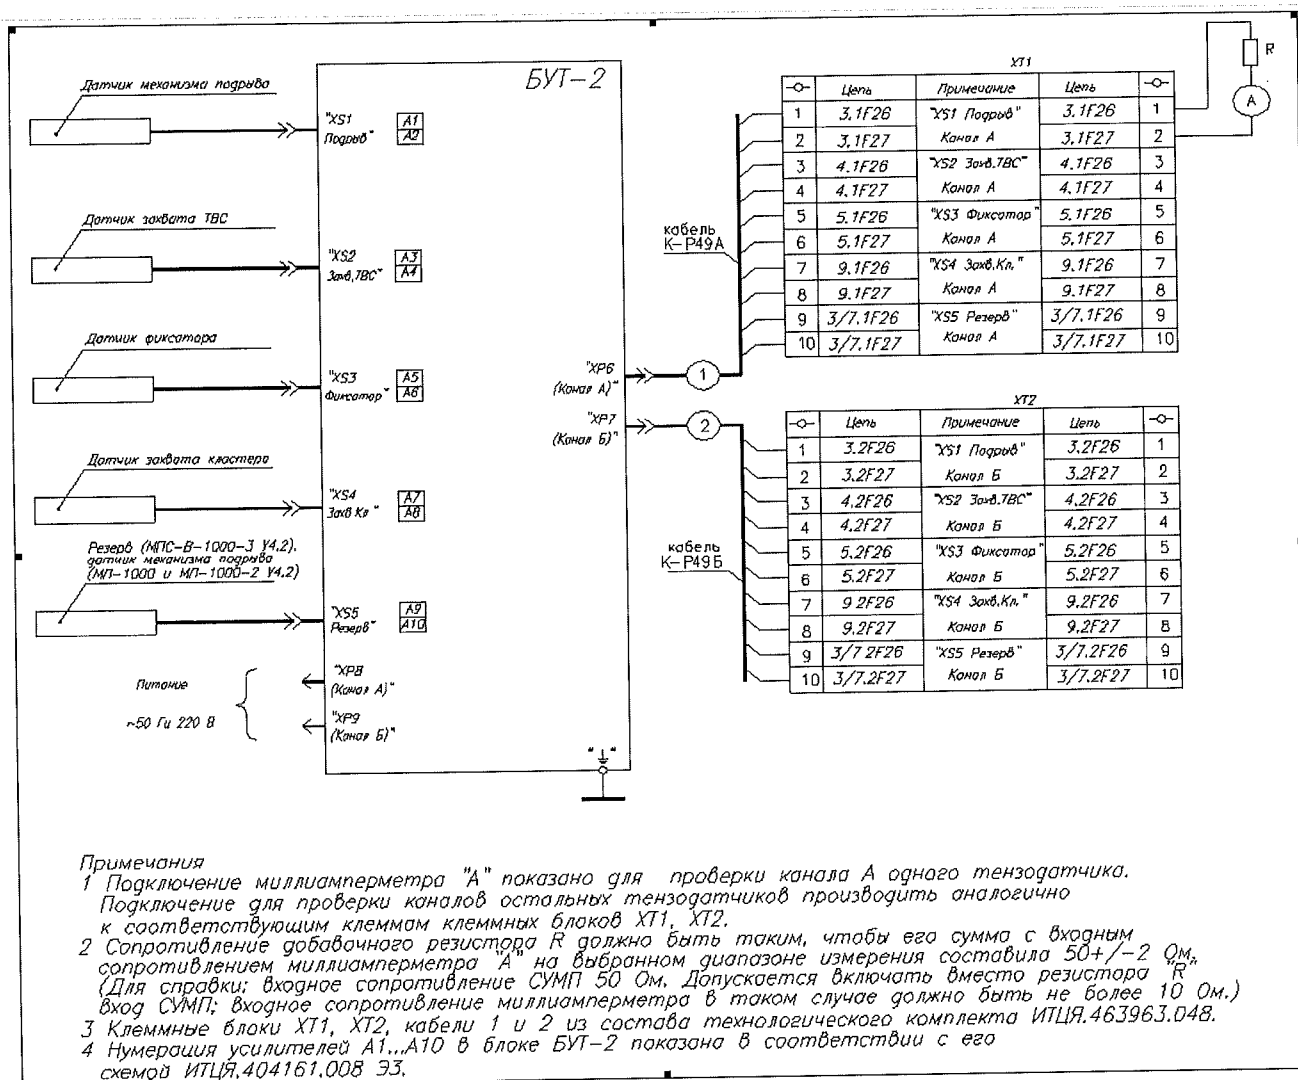 БУТ-2
Датчик механизма подрыва
"XS1
Подрыв"
A1
A2
Датчик захвата ТВС
"XS2
Захв.ТВС"
A3
A4
Датчик фиксатора
"XS3
Фиксатор"
A5
A6
Датчик захвата кластера
"XS4
Захв Кл"
A7
A8
Резерв (МПС-В-1000-3 У4.2),
датчик механизма подрыва
(МП-1000 и МП-1000-2 У4.2)
"XS5
Резерв"
A9
A10
Питание
~50 Гц 220 В
"XP8
(Канал А)"
"XP9
(Канал Б)"
"XP6
(Канал А)"
"XP7
(Канал Б)"
1
2
кабель
К-Р49А
кабель
К-Р49Б
XT1
Цепь Примечание Цепь
1 3.1F26 "XS1 Подрыв" 3.1F26 1
2 3.1F27 Канал А 3.1F27 2
3 4.1F26 "XS2 Захв.ТВС" 4.1F26 3
4 4.1F27 Канал А 4.1F27 4
5 5.1F26 "XS3 Фиксатор" 5.1F26 5
6 5.1F27 Канал А 5.1F27 6
7 9.1F26 "XS4 Захв.Кл." 9.1F26 7
8 9.1F27 Канал А 9.1F27 8
9 3/7.1F26 "XS5 Резерв" 3/7.1F26 9
10 3/7.1F27 Канал А 3/7.1F27 10
R
A
XT2
Цепь Примечание Цепь
1 3.2F26 "XS1 Подрыв" 3.2F26 1
2 3.2F27 Канал Б 3.2F27 2
3 4.2F26 "XS2 Захв.ТВС" 4.2F26 3
4 4.2F27 Канал Б 4.2F27 4
5 5.2F26 "XS3 Фиксатор" 5.2F26 5
6 5.2F27 Канал Б 5.2F27 6
7 9 2F26 "XS4 Захв.Кл." 9.2F26 7
8 9.2F27 Канал Б 9.2F27 8
9 3/7 2F26 "XS5 Резерв" 3/7.2F26 9
10 3/7.2F27 Канал Б 3/7.2F27 10
Примечания
1 Подключение миллиамперметра "А" показано для проверки канала А одного тензодатчика.
Подключение для проверки каналов остальных тензодатчиков производить аналогично
к соответствующим клеммам клеммных блоков XT1, XT2.
2 Сопротивление добавочного резистора R должно быть таким, чтобы его сумма с входным
сопротивлением миллиамперметра "А" на выбранном диапазоне измерения составила 50+/-2 Ом.
(Для справки: входное сопротивление СУМП 50 Ом. Допускается включать вместо резистора "R"
вход СУМП; входное сопротивление миллиамперметра в таком случае должно быть не более 10 Ом.)
3 Клеммные блоки XT1, XT2, кабели 1 и 2 из состава технологического комплекта ИТЦЯ.463963.048.
4 Нумерация усилителей А1...А10 в блоке БУТ-2 показана в соответствии с его
схемой ИТЦЯ.404161.008 ЭЗ.